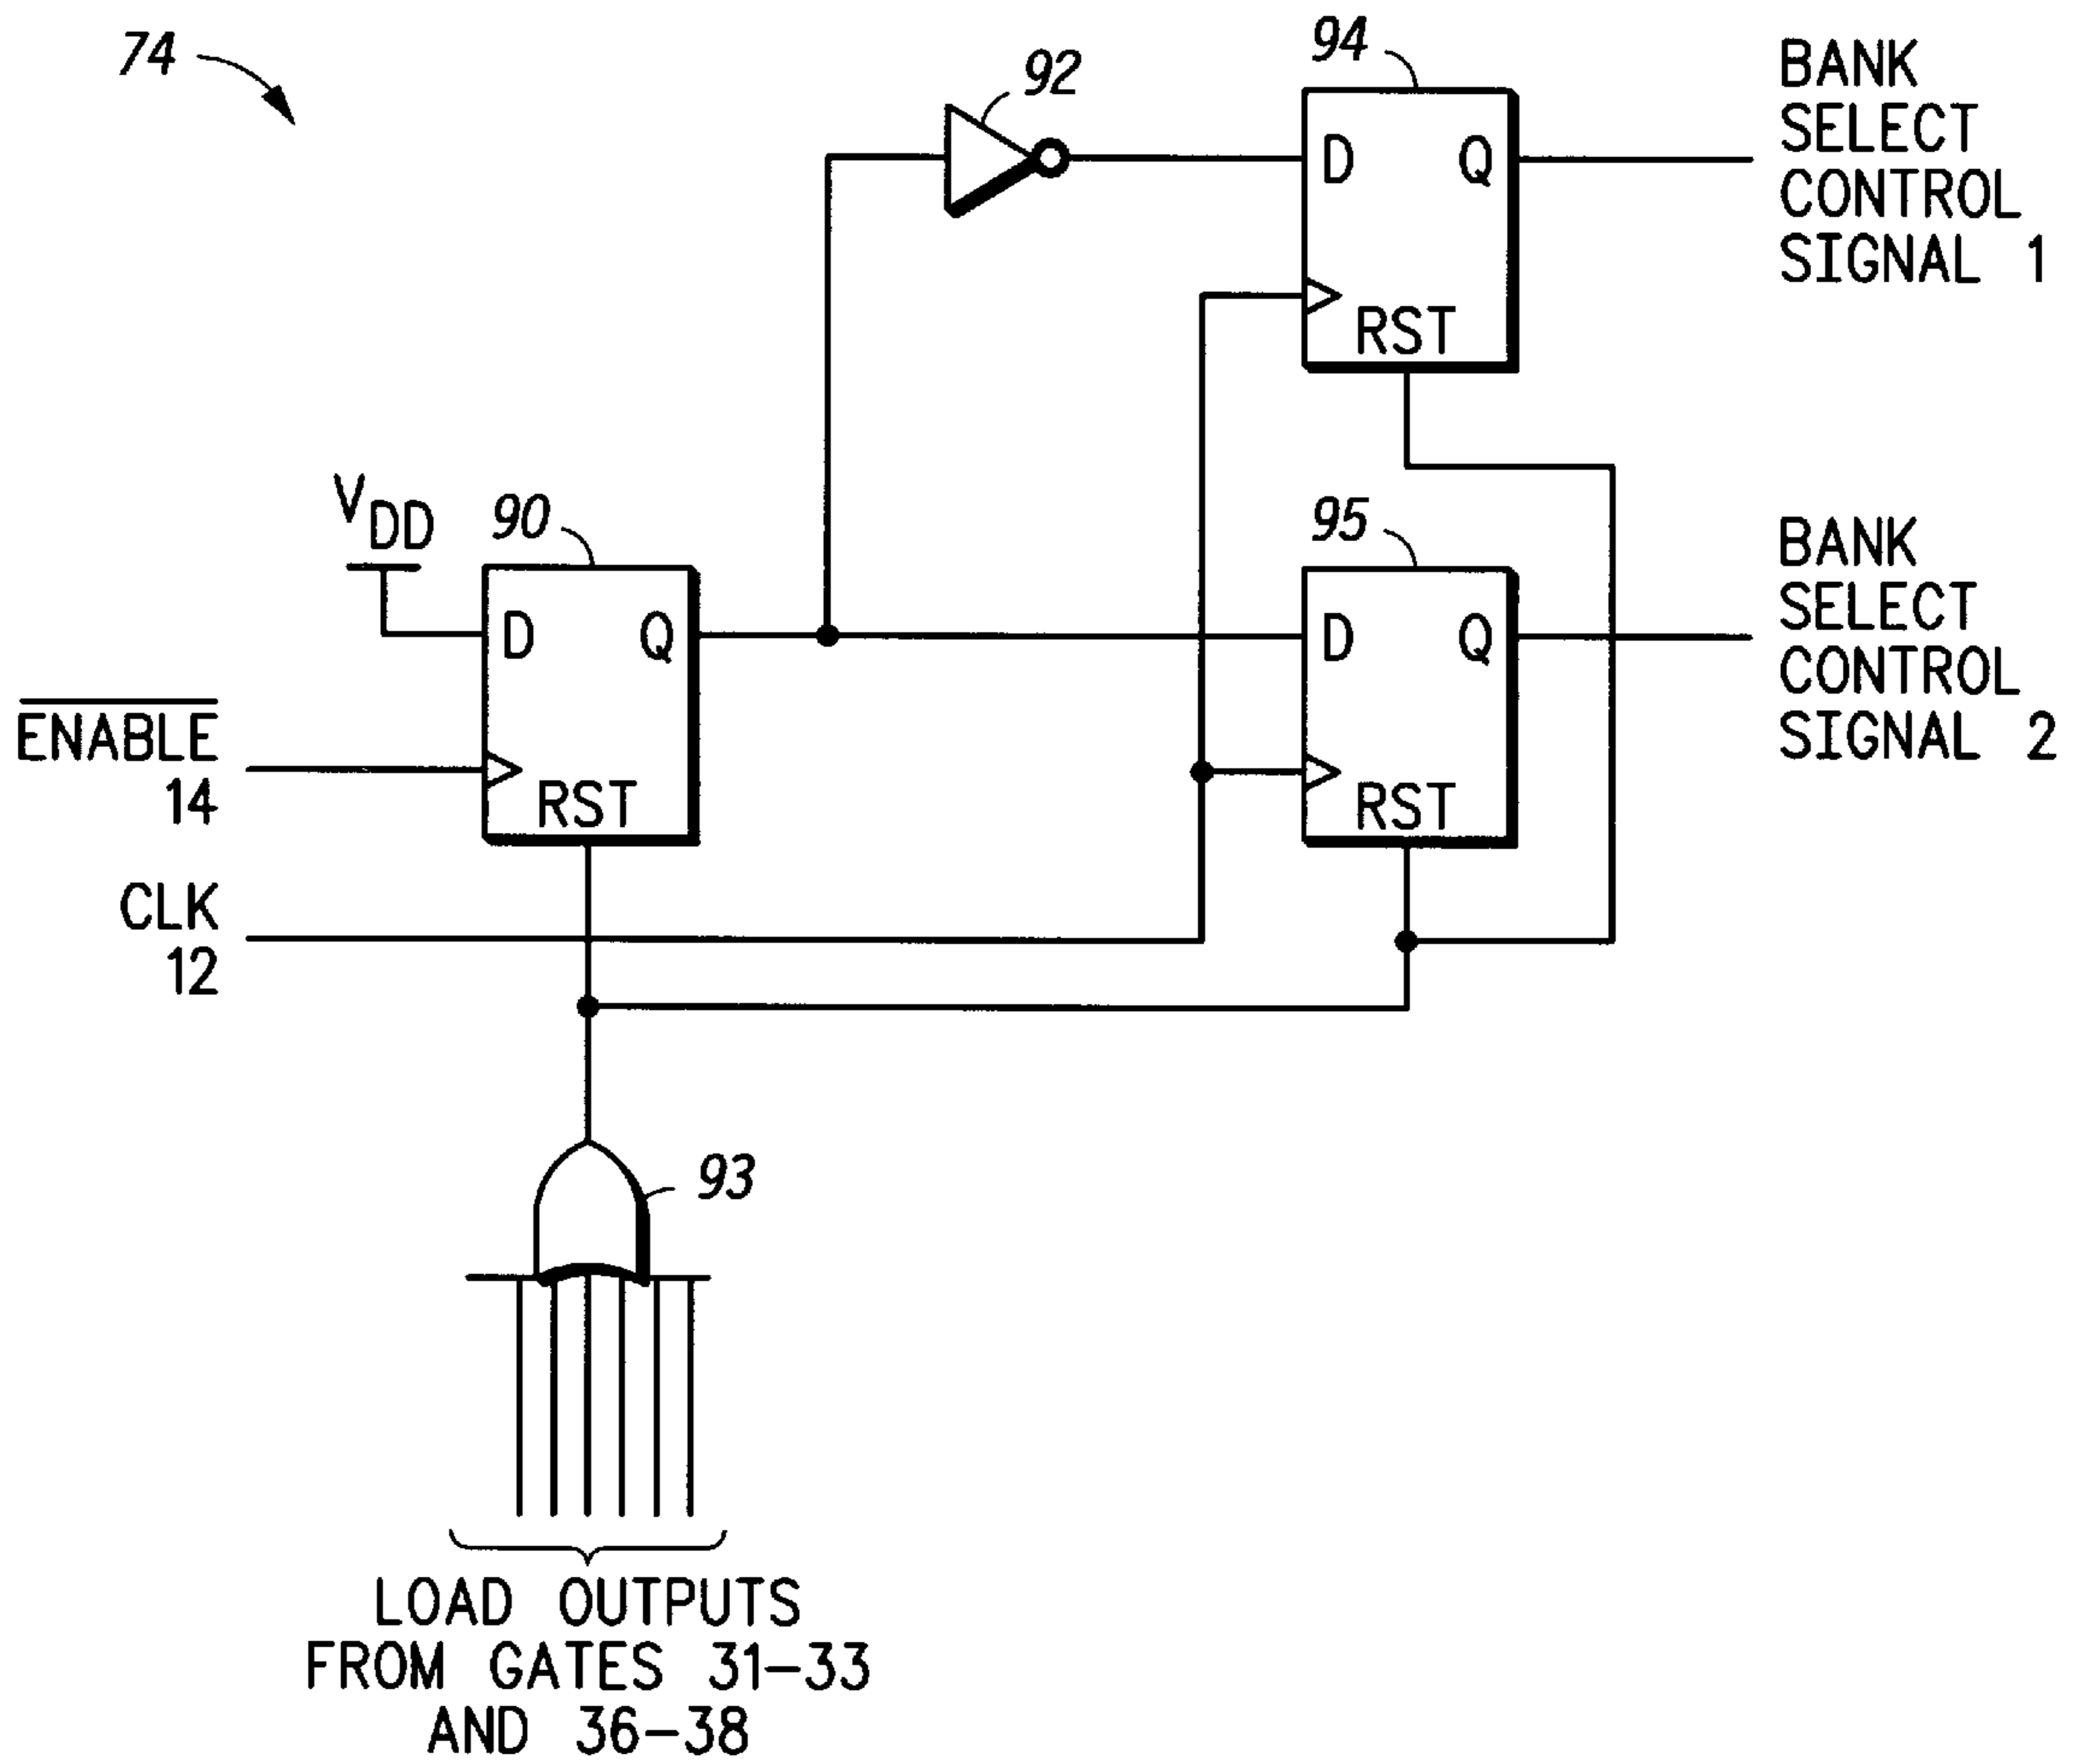 74
92
94
D Q
RST
BANK
SELECT
CONTROL
SIGNAL 1
VDD
90
D Q
RST
95
D Q
RST
BANK
SELECT
CONTROL
SIGNAL 2
ENABLE
14
CLK
12
93
LOAD OUTPUTS
FROM GATES 31-33
AND 36-38